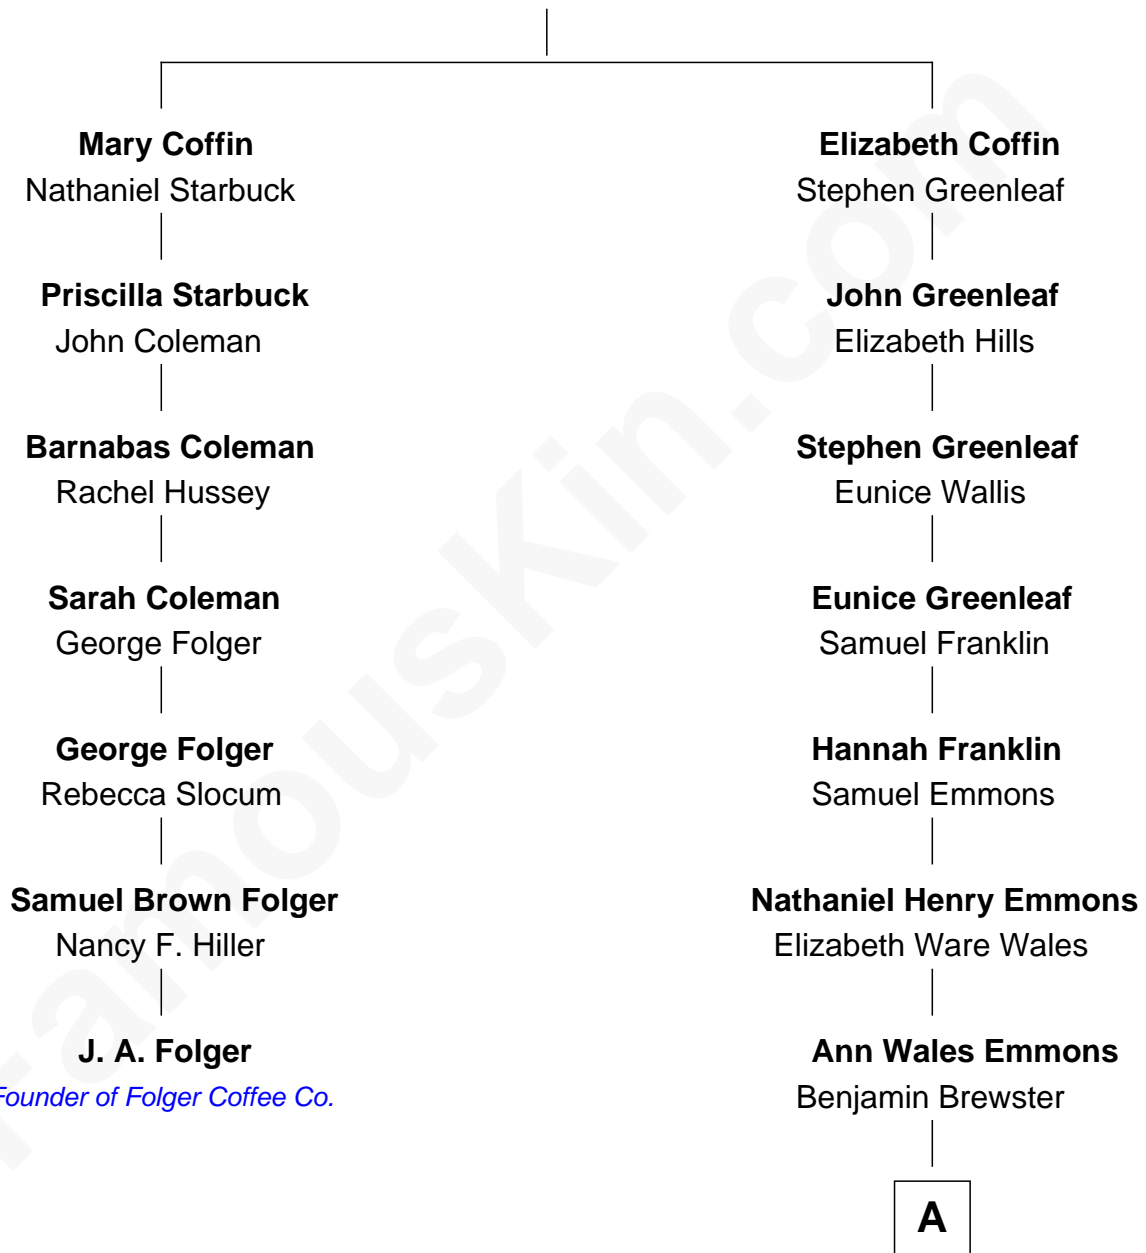 Mary Coffin
Nathaniel Starbuck
Priscilla Starbuck
John Coleman
Barnabas Coleman
Rachel Hussey
Sarah Coleman
George Folger
George Folger
Rebecca Slocum
Samuel Brown Folger
Nancy F. Hiller
J. A. Folger
Founder of Folger Coffee Co.
Elizabeth Coffin
Stephen Greenleaf
John Greenleaf
Elizabeth Hills
Stephen Greenleaf
Eunice Wallis
Eunice Greenleaf
Samuel Franklin
Hannah Franklin
Samuel Emmons
Nathaniel Henry Emmons
Elizabeth Ware Wales
Ann Wales Emmons
Benjamin Brewster
A
FamousKin.com